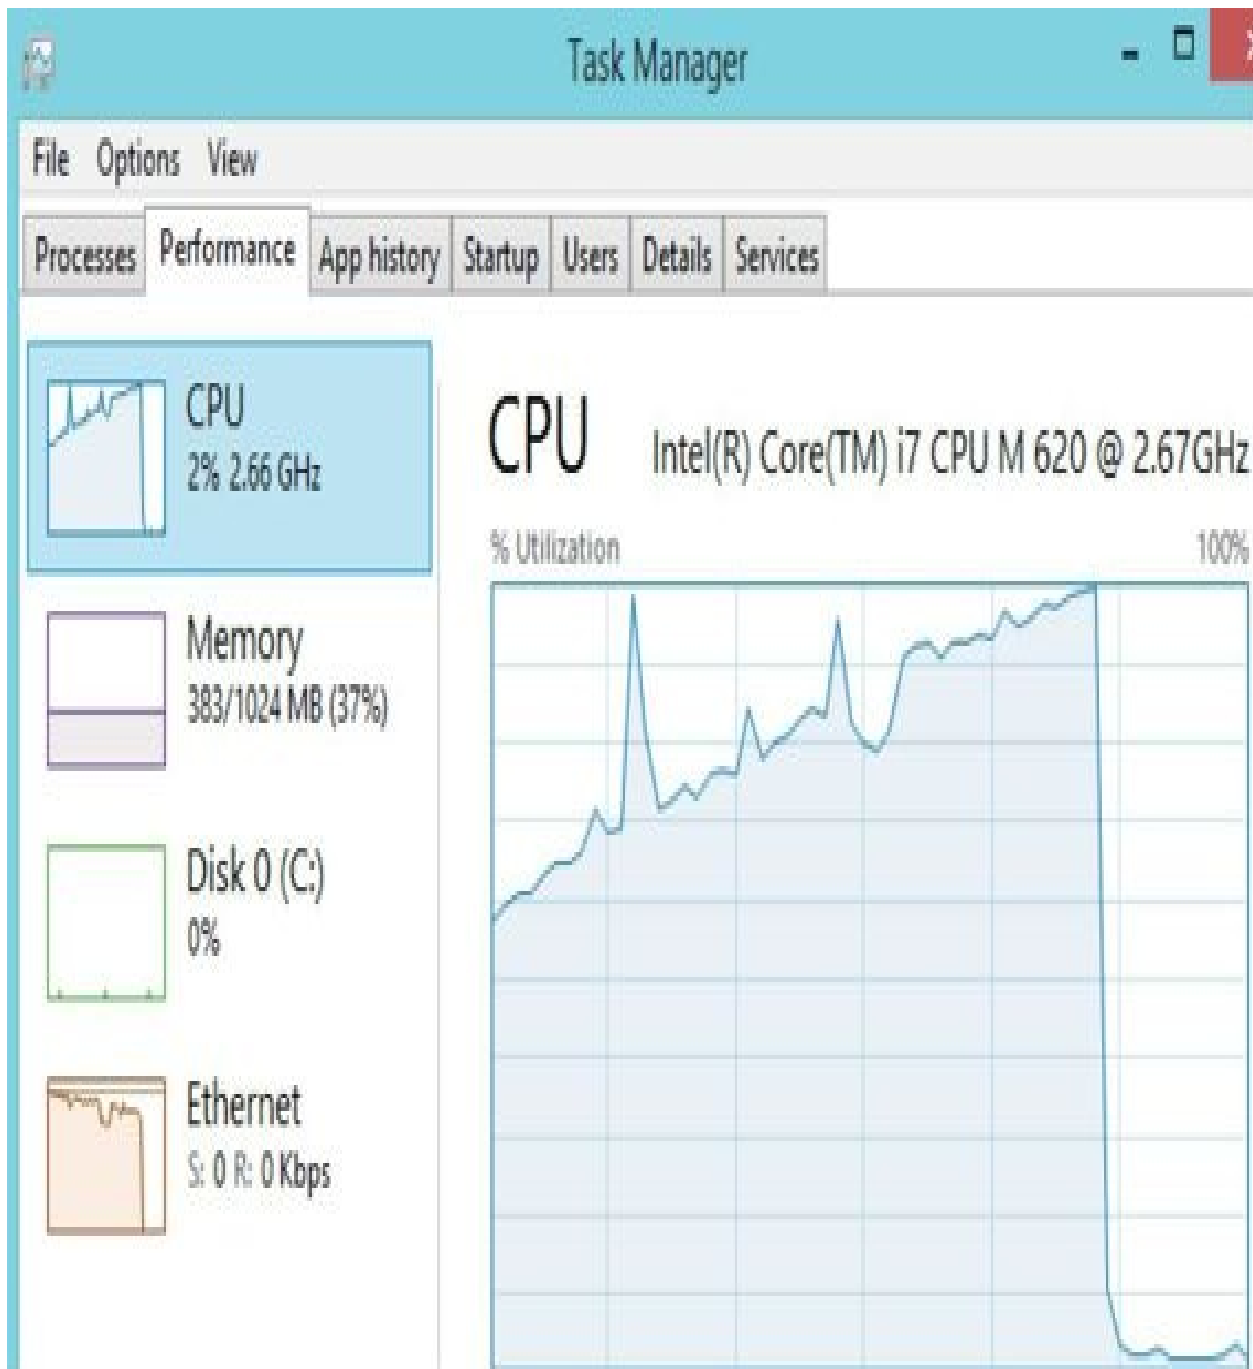 Task Manager
File Options View
Processes Performance App history Startup Users Details Services
CPU
2% 2.66 GHz
Memory
383/1024 MB (37%)
Disk 0 (C:)
0%
Ethernet
S: 0 R: 0 Kbps
CPU Intel(R) Core(TM) i7 CPU M 620 @ 2.67GHz
% Utilization 100%